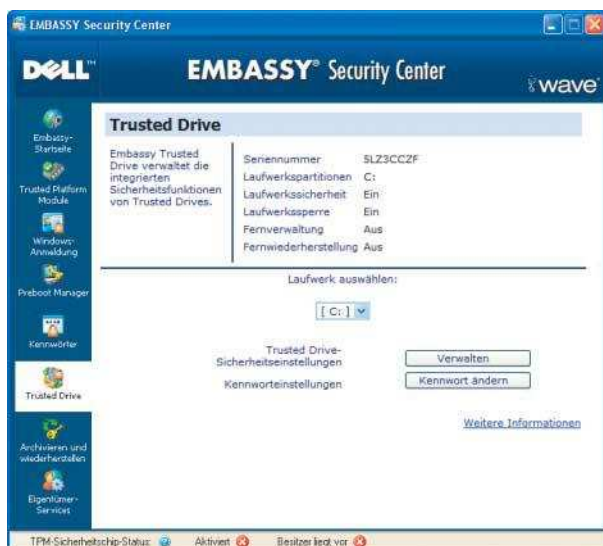 EMBASSY Security Center
DELL™
EMBASSY® Security Center
wave
Embassy-
Startseite
Trusted Platform
Module
Windows-
Anmeldung
Preboot Manager
Kennwörter
Trusted Drive
Archivieren und
wiederherstellen
Eigentümer-
Services
Trusted Drive
Embassy Trusted
Drive verwaltet die
integrierten
Sicherheitsfunktionen
von Trusted Drives.
Seriennummer 5LZ3CCZF
Laufwerkspartitionen C:
Laufwerkssicherheit Ein
Laufwerkssperre Ein
Fernverwaltung Aus
Fernwiederherstellung Aus
Laufwerk auswählen:
[ C: ]
Trusted Drive-
Sicherheitseinstellungen
Verwalten
Kennworteinstellungen
Kennwort ändern
Weitere Informationen
TPM-Sicherheitschip-Status: Aktiviert Besitzer liegt vor